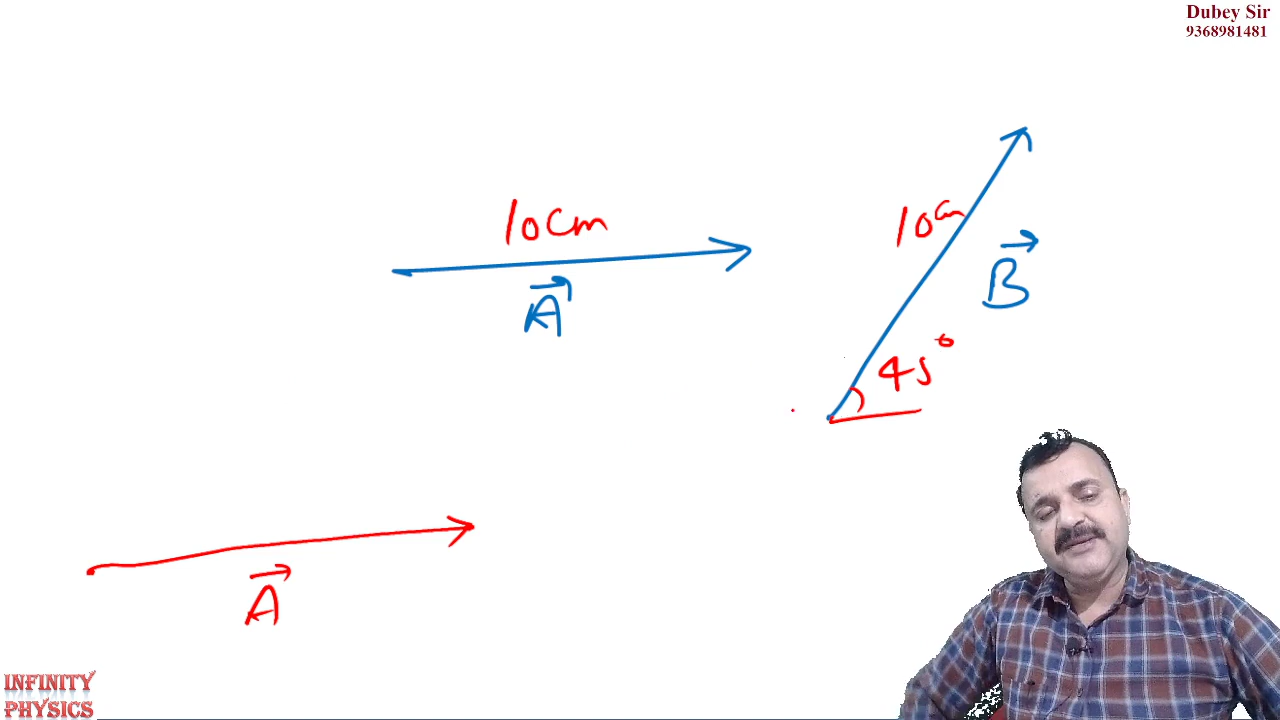 Dubey Sir
9368981481
10cm
A
10cm
B
45°
A
INFINITY
PHYSICS